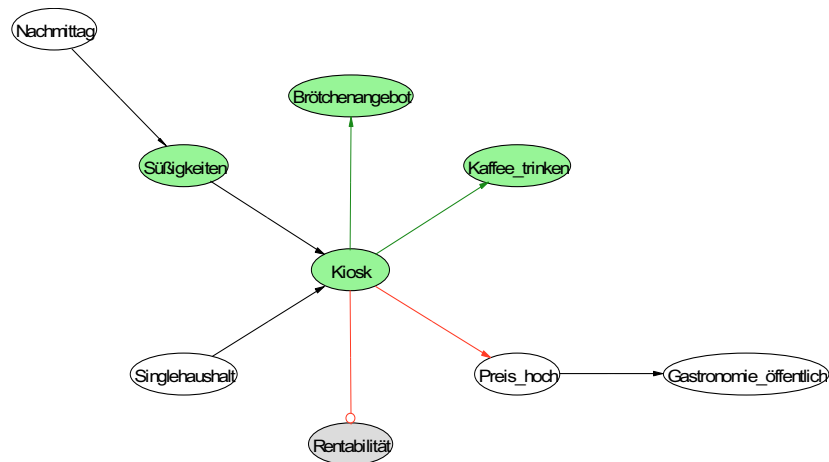 Nachmittag
Brötchenangebot
Süßigkeiten
Kaffee_trinken
Kiosk
Singlehaushalt
Preis_hoch
Gastronomie_öffentlich
Rentabilität